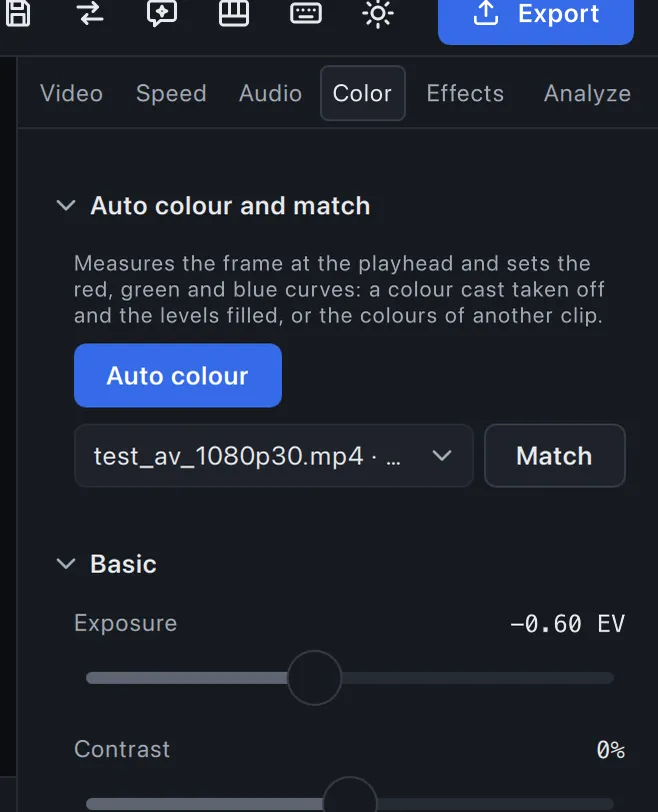 Export
Video Speed Audio Color Effects Analyze
Auto colour and match
Measures the frame at the playhead and sets the
red, green and blue curves: a colour cast taken off
and the levels filled, or the colours of another clip.
Auto colour
test_av_1080p30.mp4 · … Match
Basic
Exposure −0.60 EV
Contrast 0%